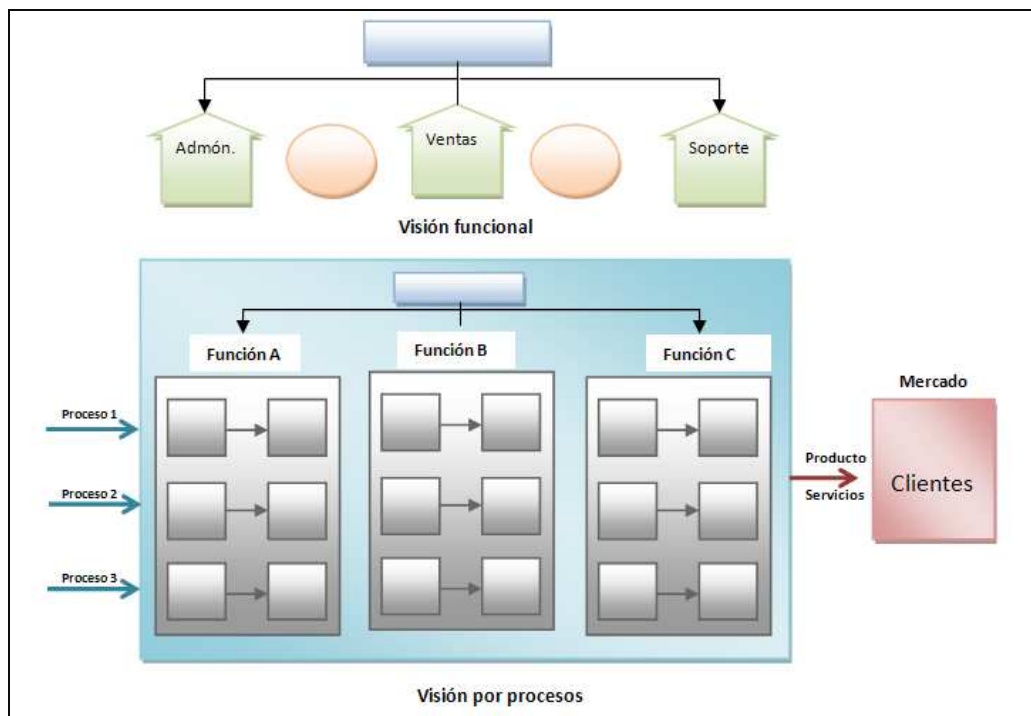 Admón.
Ventas
Soporte
Visión funcional
Función A
Función B
Función C
Mercado
Proceso 1
Proceso 2
Proceso 3
Producto
Servicios
Clientes
Visión por procesos